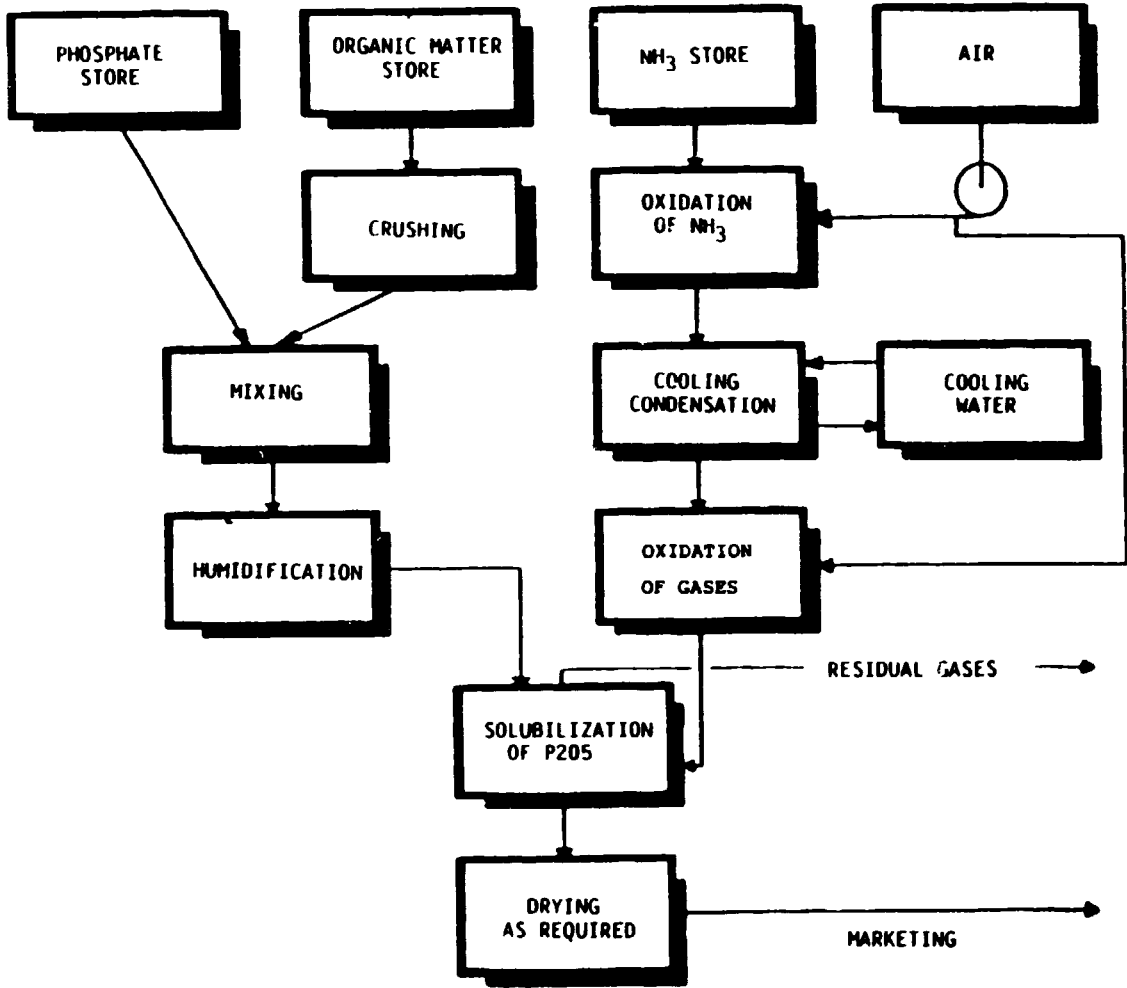 PHOSPHATE
STORE
ORGANIC MATTER
STORE
NH3 STORE
AIR
CRUSHING
OXIDATION
OF NH3
MIXING
COOLING
CONDENSATION
COOLING
WATER
HUMIDIFICATION
OXIDATION
OF GASES
RESIDUAL GASES
SOLUBILIZATION
OF P205
DRYING
AS REQUIRED
MARKETING